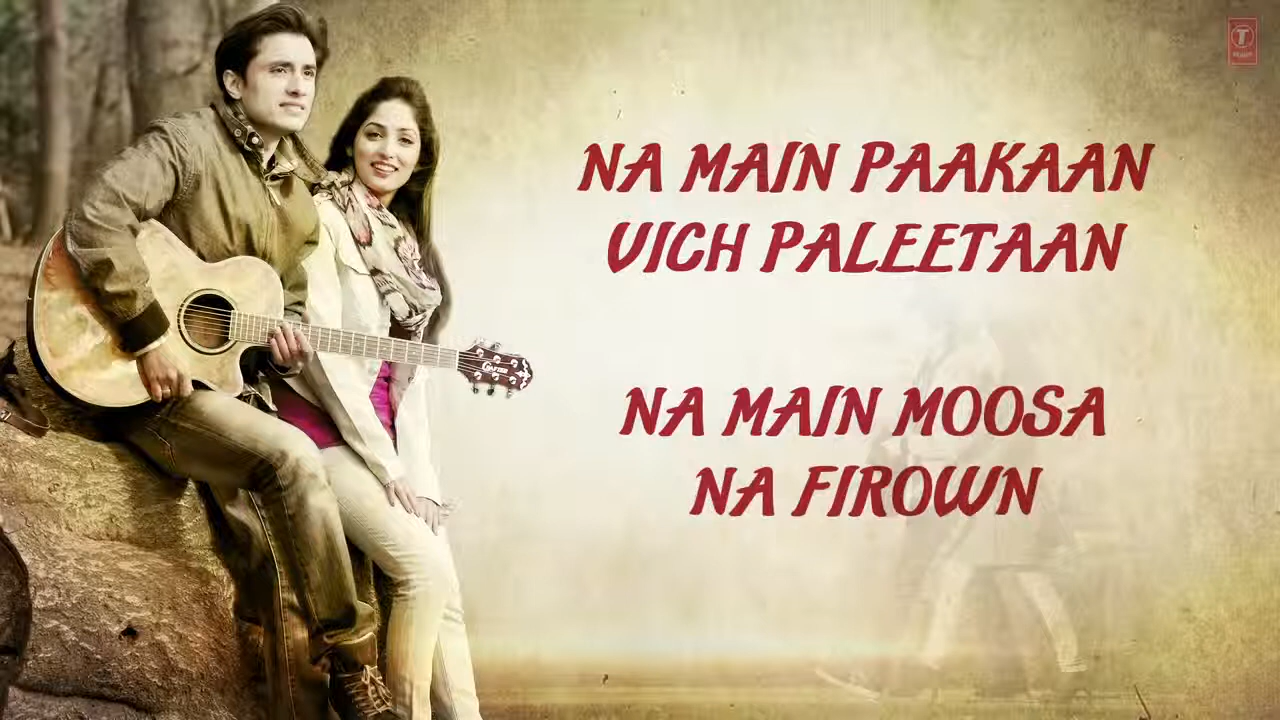 NA MAIN PAAKAAN
VICH PALEETAAN
NA MAIN MOOSA
NA FIROWN